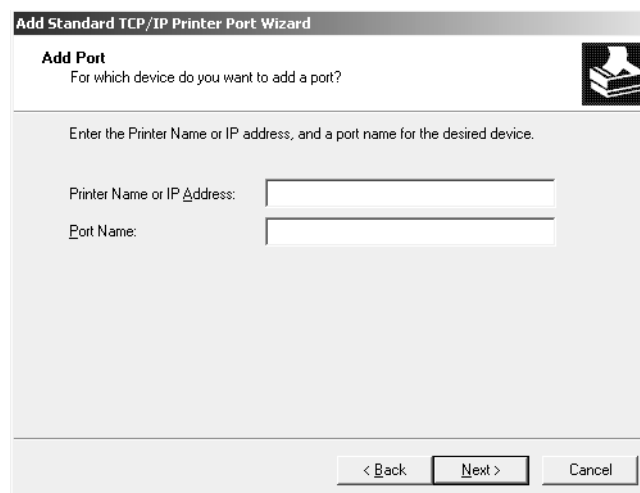 Add Standard TCP/IP Printer Port Wizard
Add Port
For which device do you want to add a port?
Enter the Printer Name or IP address, and a port name for the desired device.
Printer Name or IP Address:
Port Name:
< Back Next > Cancel